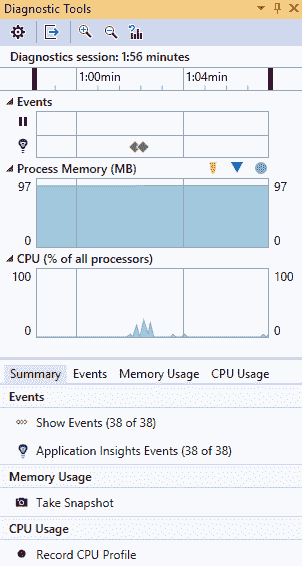 Diagnostic Tools
Diagnostics session: 1:56 minutes
1:00min 1:04min
Events
Process Memory (MB)
97 97
0 0
CPU (% of all processors)
100 100
0 0
Summary Events Memory Usage CPU Usage
Events
Show Events (38 of 38)
Application Insights Events (38 of 38)
Memory Usage
Take Snapshot
CPU Usage
Record CPU Profile